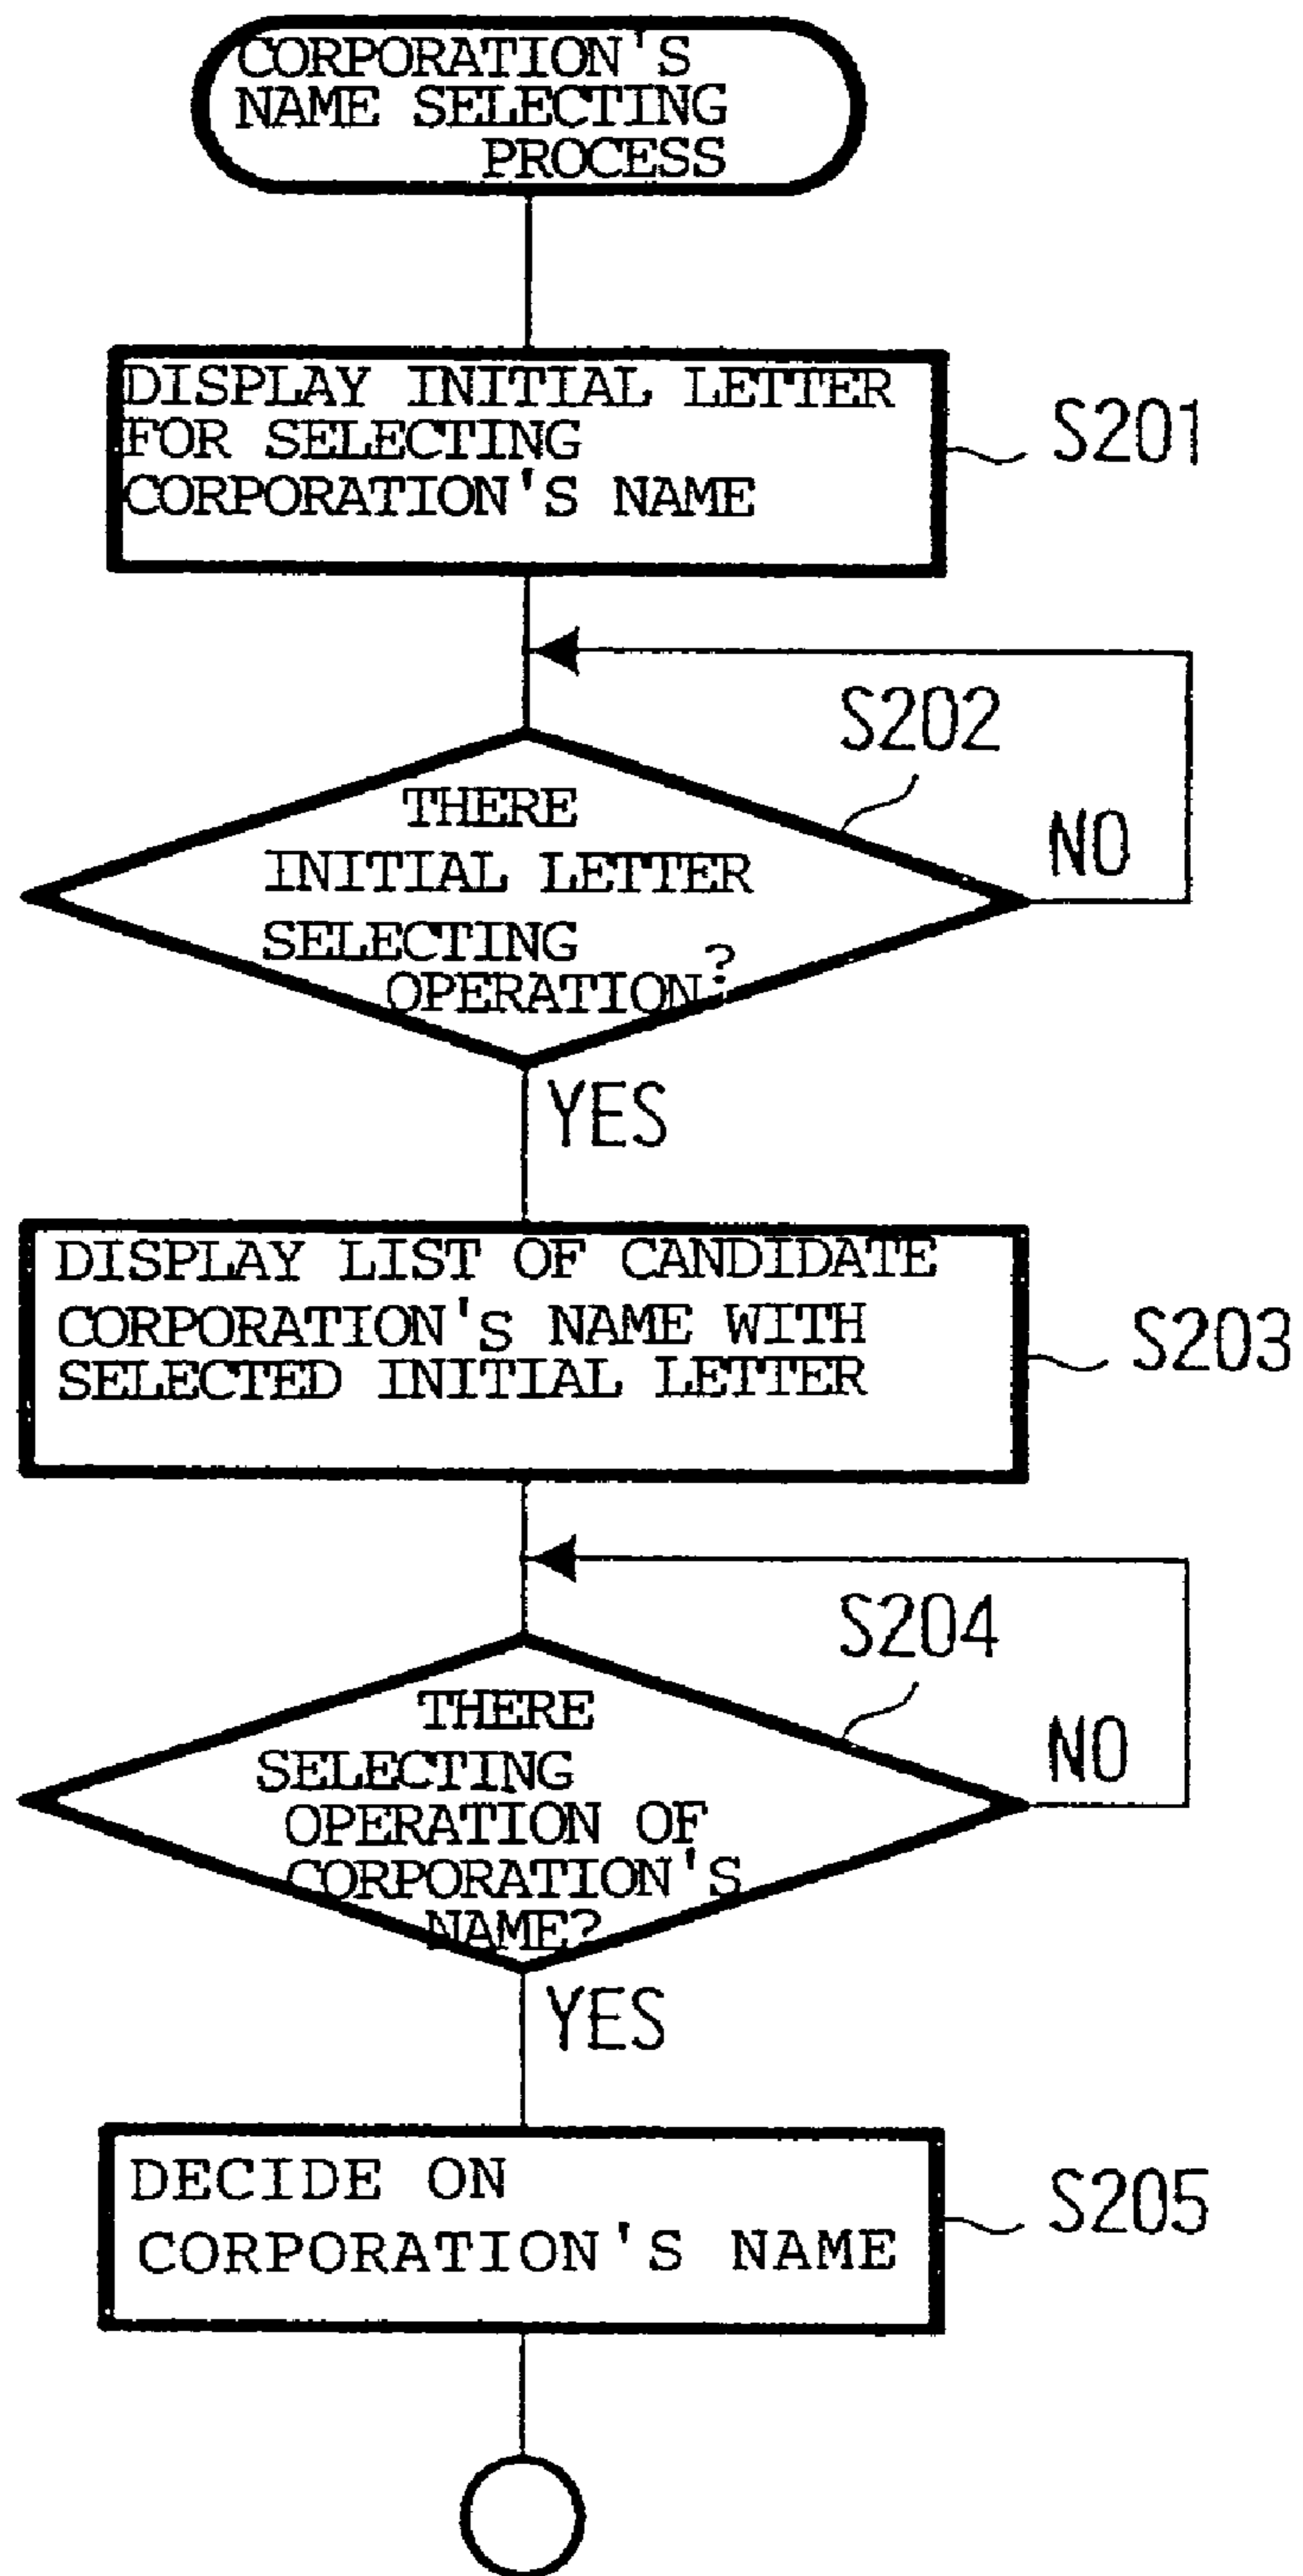 CORPORATION'S
NAME SELECTING
PROCESS
DISPLAY INITIAL LETTER
FOR SELECTING
CORPORATION'S NAME
S201
S202
THERE
INITIAL LETTER
SELECTING
OPERATION?
NO
YES
DISPLAY LIST OF CANDIDATE
CORPORATION'S NAME WITH
SELECTED INITIAL LETTER
S203
S204
THERE
SELECTING
OPERATION OF
CORPORATION'S
NAME?
NO
YES
DECIDE ON
CORPORATION'S NAME
S205